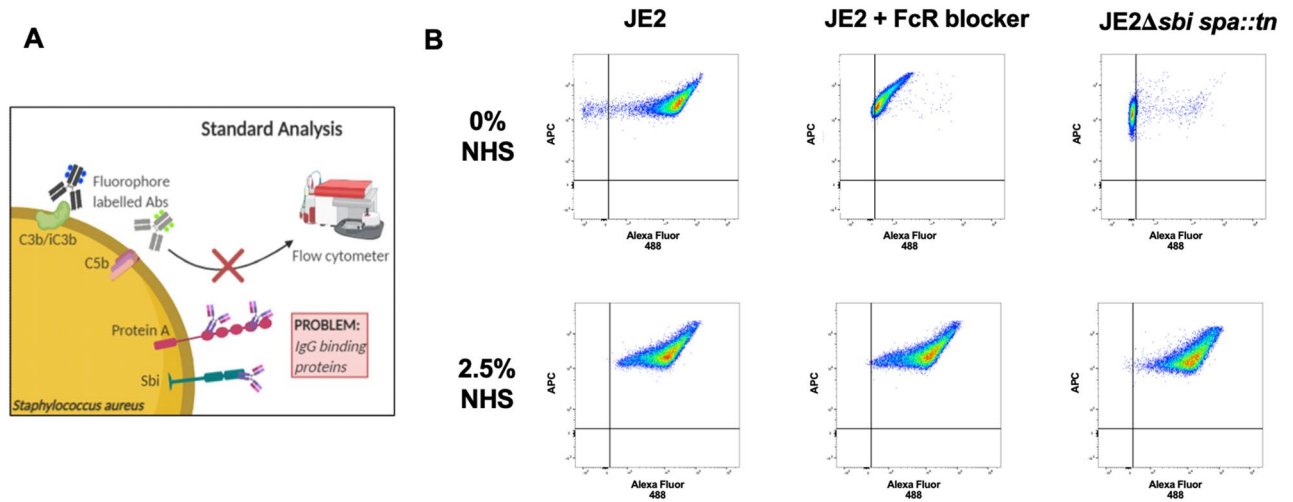 A
Standard Analysis
Fluorophore
labelled Abs
C3b/iC3b
C5b
Flow cytometer
Protein A
Sbi
PROBLEM:
IgG binding
proteins
Staphylococcus aureus
B
JE2
JE2 + FcR blocker
JE2Δsbi spa::tn
0%
NHS
APC
Alexa Fluor
488
APC
Alexa Fluor
488
APC
Alexa Fluor
488
2.5%
NHS
APC
Alexa Fluor
488
APC
Alexa Fluor
488
APC
Alexa Fluor
488